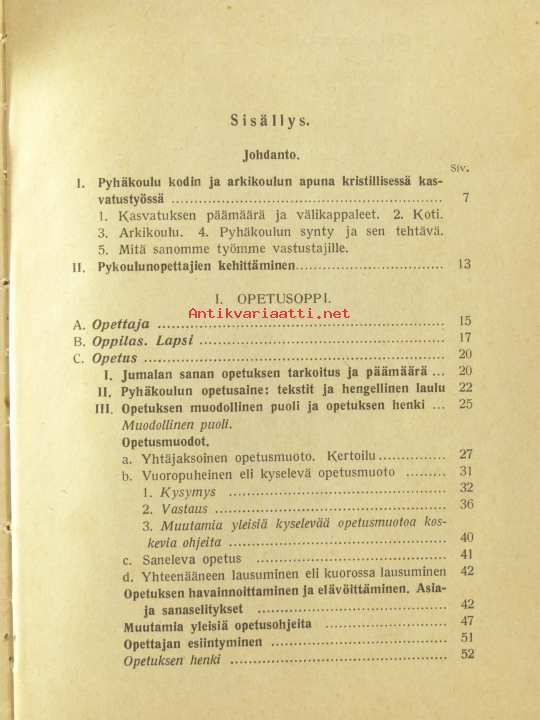 Sisällys.
Johdanto.
Siv.
I. Pyhäkoulu kodin ja arkikoulun apuna kristillisessä kas-
vatustyössä ........ 7
1. Kasvatuksen päämäärä ja välikappaleet. 2. Koti.
3. Arkikoulu. 4. Pyhäkoulun synty ja sen tehtävä.
5. Mitä sanomme työmme vastustajille.
II. Pykoulunopettajien kehittäminen........ 13
I. OPETUSOPPI.
Antikvariaatti.net
A. Opettaja ........ 15
B. Oppilas. Lapsi ........ 17
C. Opetus ........ 20
I. Jumalan sanan opetuksen tarkoitus ja päämäärä ... 20
II. Pyhäkoulun opetusaine: tekstit ja hengellinen laulu 22
III. Opetuksen muodollinen puoli ja opetuksen henki ... 25
Muodollinen puoli.
Opetusmuodot.
a. Yhtäjaksoinen opetusmuoto. Kertoilu........ 27
b. Vuoropuheinen eli kyselevä opetusmuoto ........ 31
1. Kysymys ........ 32
2. Vastaus ........ 36
3. Muutamia yleisiä kyselevää opetusmuotoa kos-
kevia ohjeita ........ 40
c. Saneleva opetus ........ 41
d. Yhteenääneen lausuminen eli kuorossa lausuminen 42
Opetuksen havainnoittaminen ja elävöittäminen. Asia-
ja sanaselitykset ........ 42
Muutamia yleisiä opetusohjeita ........ 47
Opettajan esiintyminen ........ 51
Opetuksen henki ........ 52